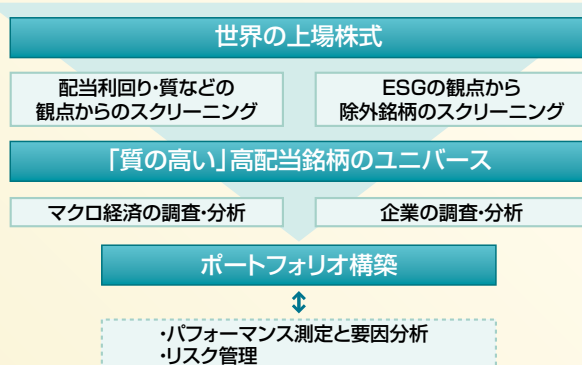 世界の上場株式
配当利回り・質などの
観点からのスクリーニング
ESGの観点から
除外銘柄のスクリーニング
「質の高い」高配当銘柄のユニバース
マクロ経済の調査・分析
企業の調査・分析
ポートフォリオ構築
・パフォーマンス測定と要因分析
・リスク管理